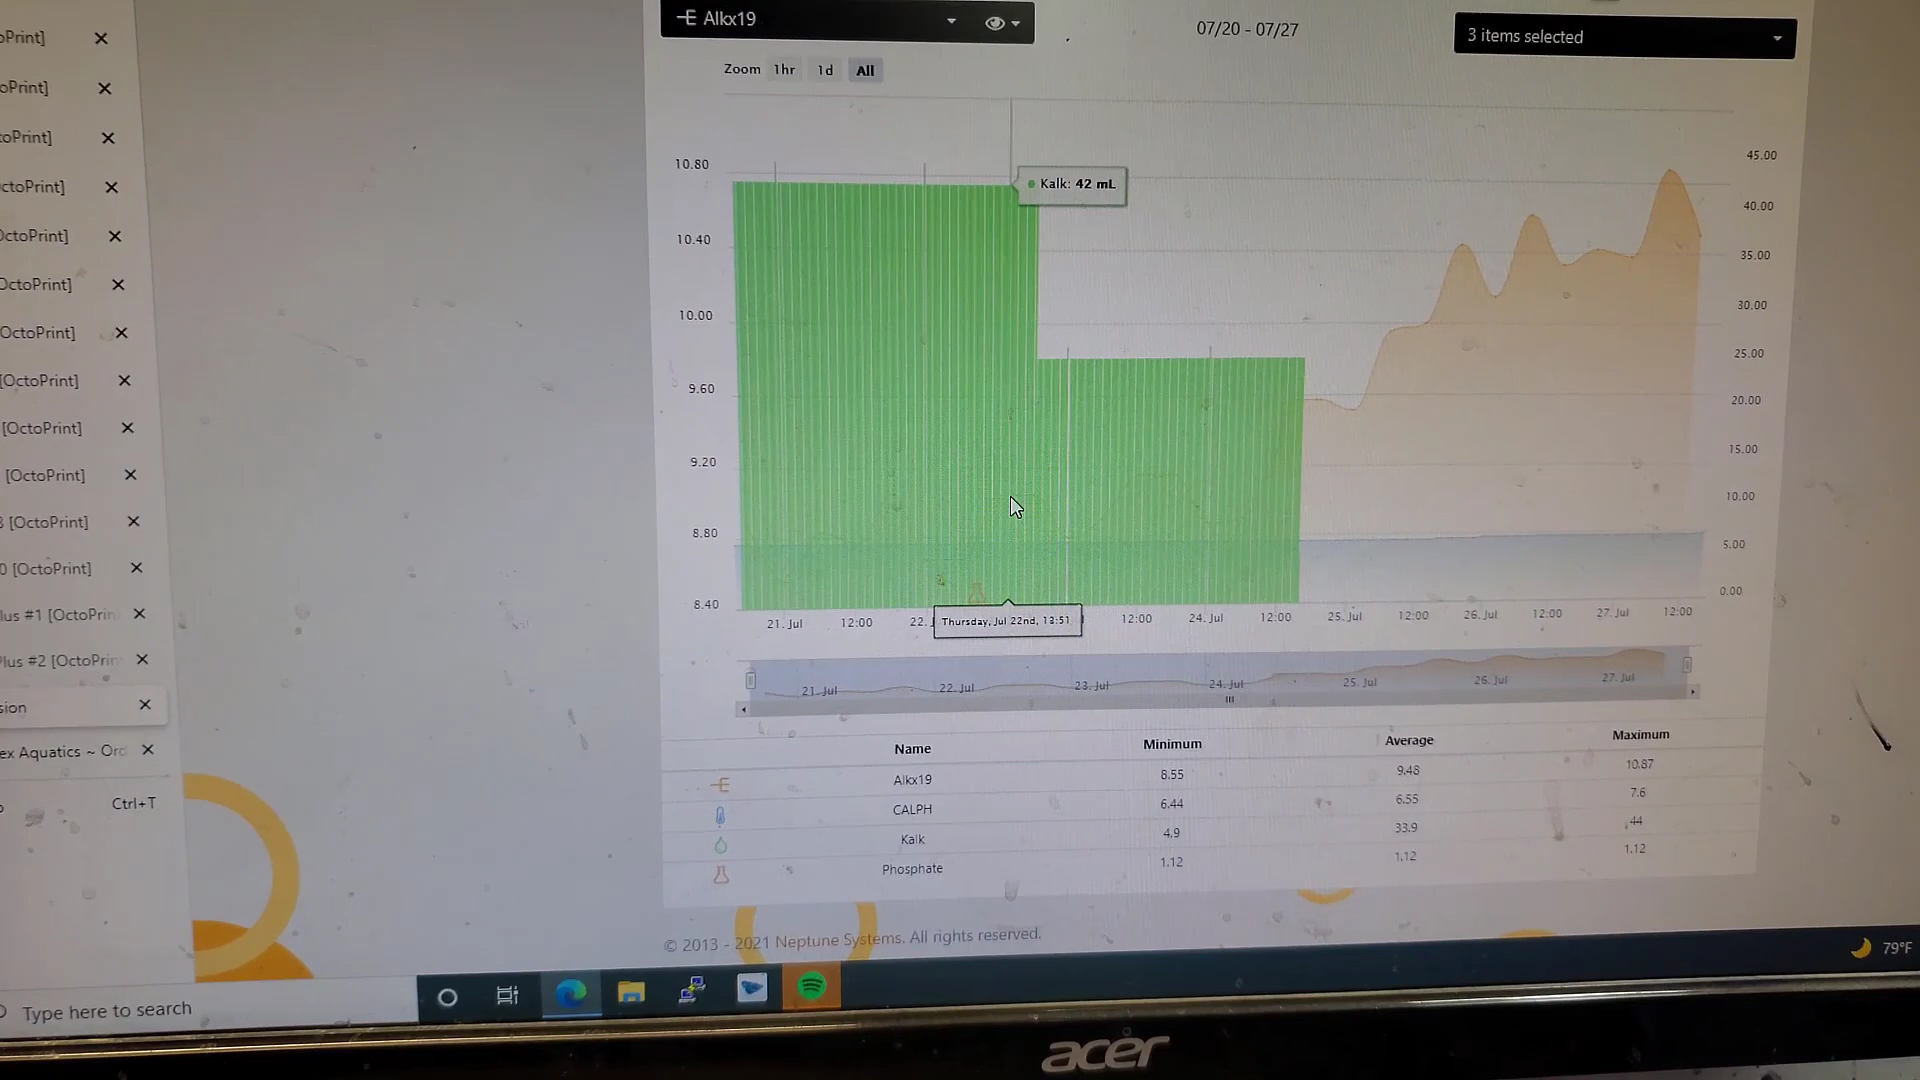 oPrint]
oPrint]
toPrint]
ctoPrint]
OctoPrint]
OctoPrint]
OctoPrint]
[OctoPrint]
[OctoPrint]
[OctoPrint]
[OctoPrint]
0 [OctoPrint]
lus #1 [OctoPrin
Plus #2 [OctoPrin
sion
ex Aquatics ~ Orc
Ctrl+T
Alkx19
07/20 - 07/27
3 items selected
Zoom 1hr 1d All
10.80
10.40
10.00
9.60
9.20
8.80
8.40
Kalk: 42 mL
45.00
40.00
35.00
30.00
25.00
20.00
15.00
10.00
5.00
0.00
21. Jul 12:00 22. J 12:00 24. Jul 12:00 25. Jul 12:00 26. Jul 12:00 27. Jul 12:00
Thursday, Jul 22nd, 13:51
21. Jul 22. Jul 23. Jul 24. Jul 25. Jul 26. Jul 27. Jul
Name Minimum Average Maximum
Alkx19 8.55 9.48 10.87
CALPH 6.44 6.55 7.6
Kalk 4.9 33.9 44
Phosphate 1.12 1.12 1.12
© 2013 - 2021 Neptune Systems. All rights reserved.
Type here to search
79°F
acer